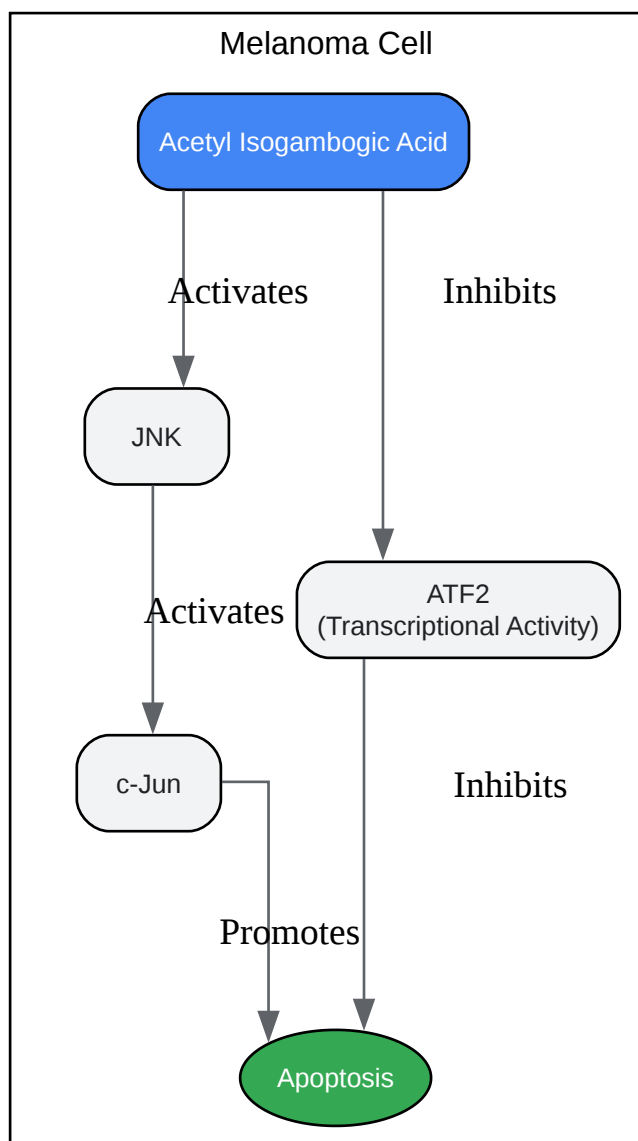 Melanoma Cell
Acetyl Isogambogic Acid
Activates
Inhibits
JNK
ATF2
(Transcriptional Activity)
Activates
c-Jun
Inhibits
Promotes
Apoptosis